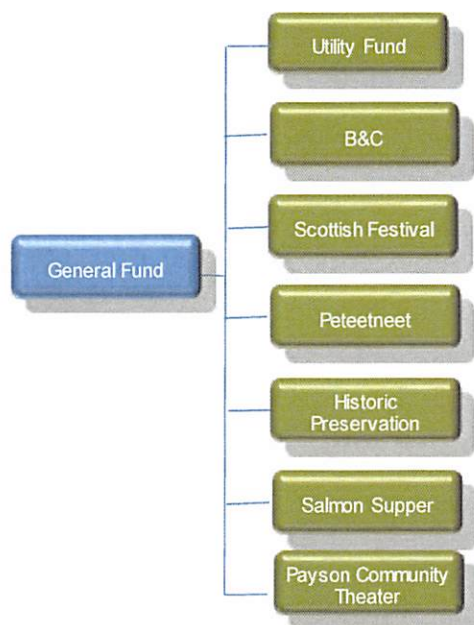 Utility Fund
B&C
Scottish Festival
General Fund
Peteetneet
Historic
Preservation
Salmon Supper
Payson Community
Theater